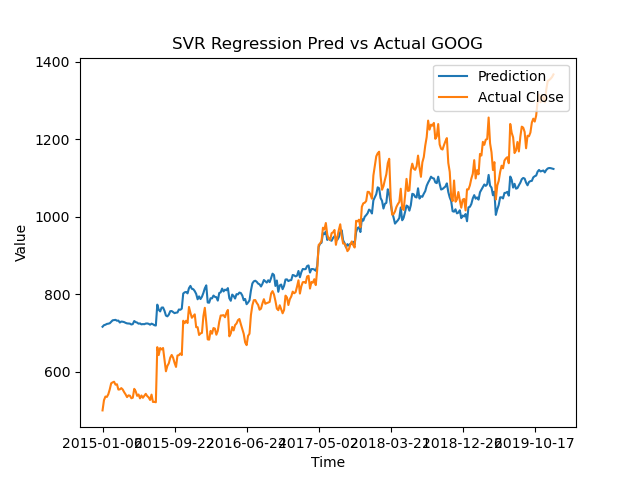 SVR Regression Pred vs Actual GOOG
Prediction
Actual Close
1400
1200
1000
800
600
Value
2015-01-06 2015-09-22 2016-06-24 2017-05-02 2018-03-21 2018-12-26 2019-10-17
Time